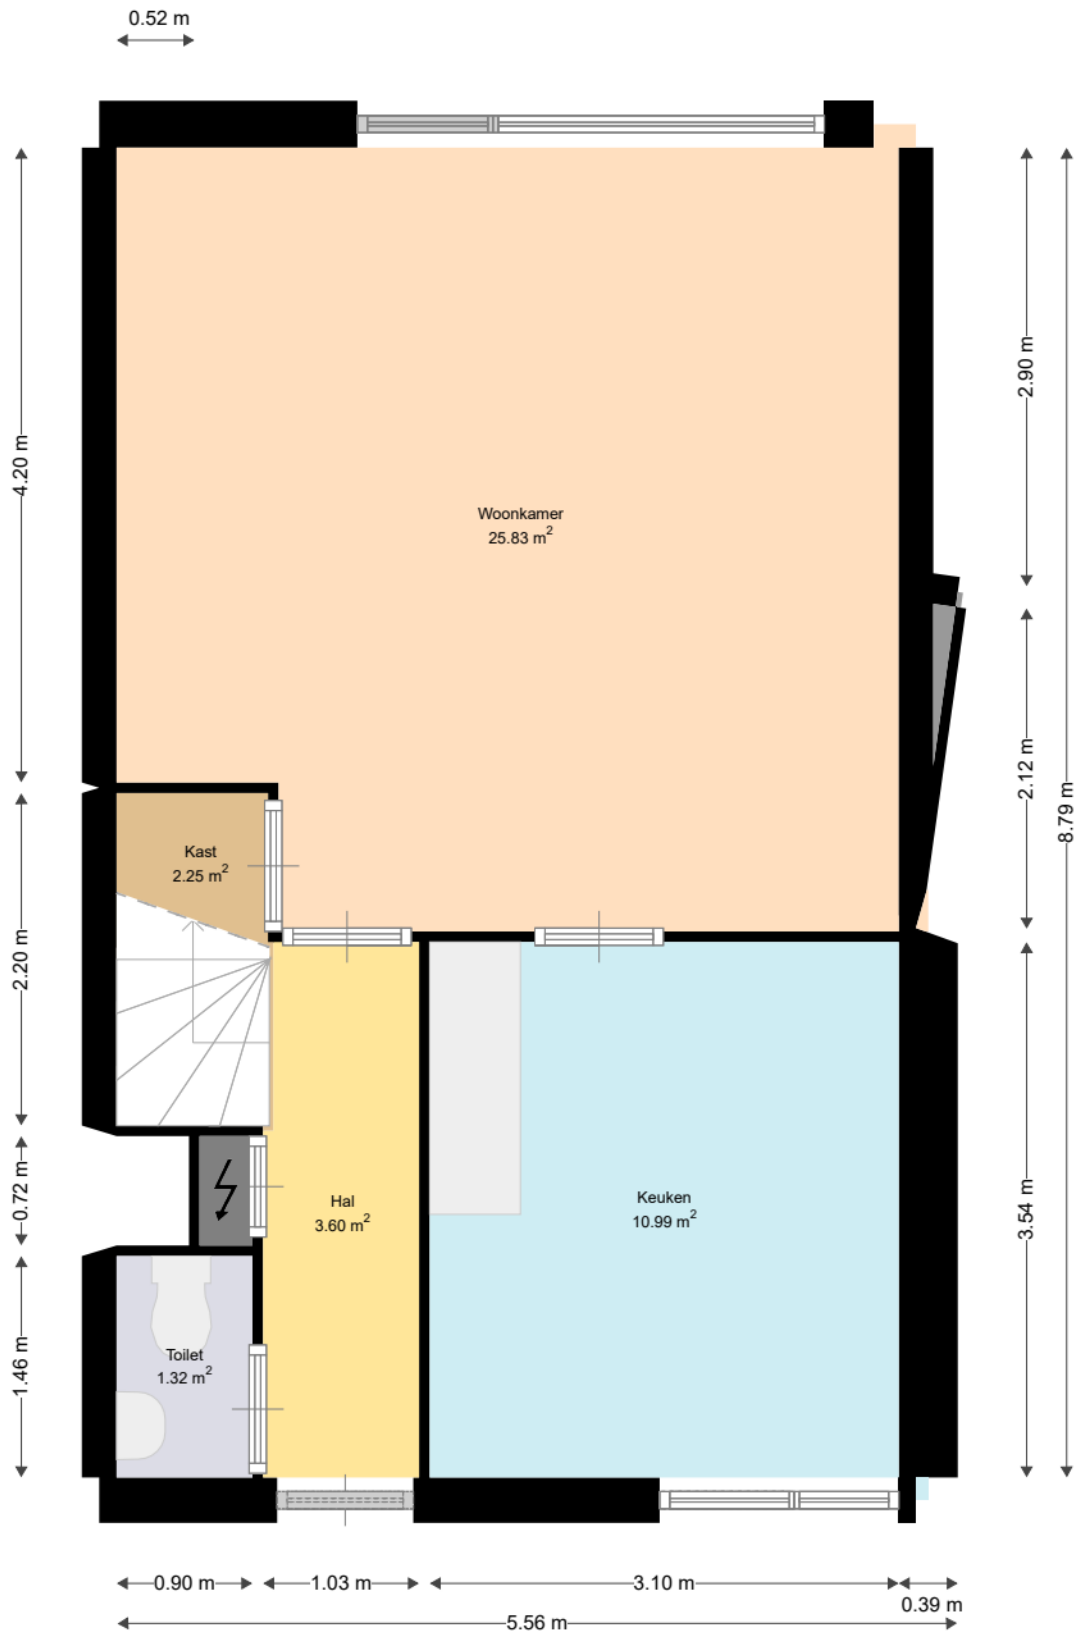 0.52 m
4.20 m
2.90 m
Woonkamer
25.83 m²
2.12 m
8.79 m
Kast
2.25 m²
2.20 m
0.72 m
Hal
3.60 m²
Keuken
10.99 m²
3.54 m
1.46 m
Toilet
1.32 m²
0.90 m
1.03 m
3.10 m
0.39 m
5.56 m